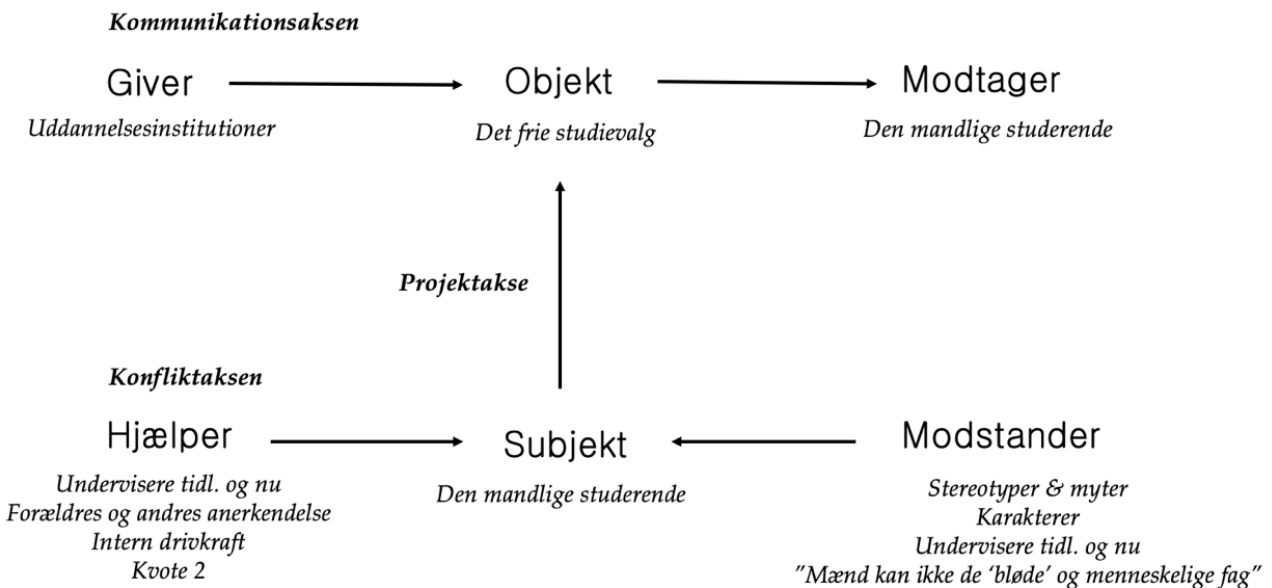 Kommunikationsaksen
Giver
Objekt
Modtager
Uddannelsesinstitutioner
Det frie studievalg
Den mandlige studerende
Projektakse
Konfliktaksen
Hjælper
Subjekt
Modstander
Undervisere tidl. og nu
Forældres og andres anerkendelse
Intern drivkraft
Kvote 2
Den mandlige studerende
Stereotyper & myter
Karakterer
Undervisere tidl. og nu
”Mænd kan ikke de ‘bløde’ og menneskelige fag”